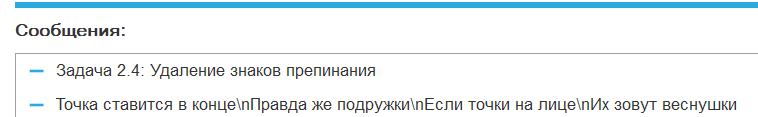 Сообщения:
Задача 2.4: Удаление знаков препинания
Точка ставится в конце\nПравда же подружки\nЕсли точки на лице\nИх зовут веснушки